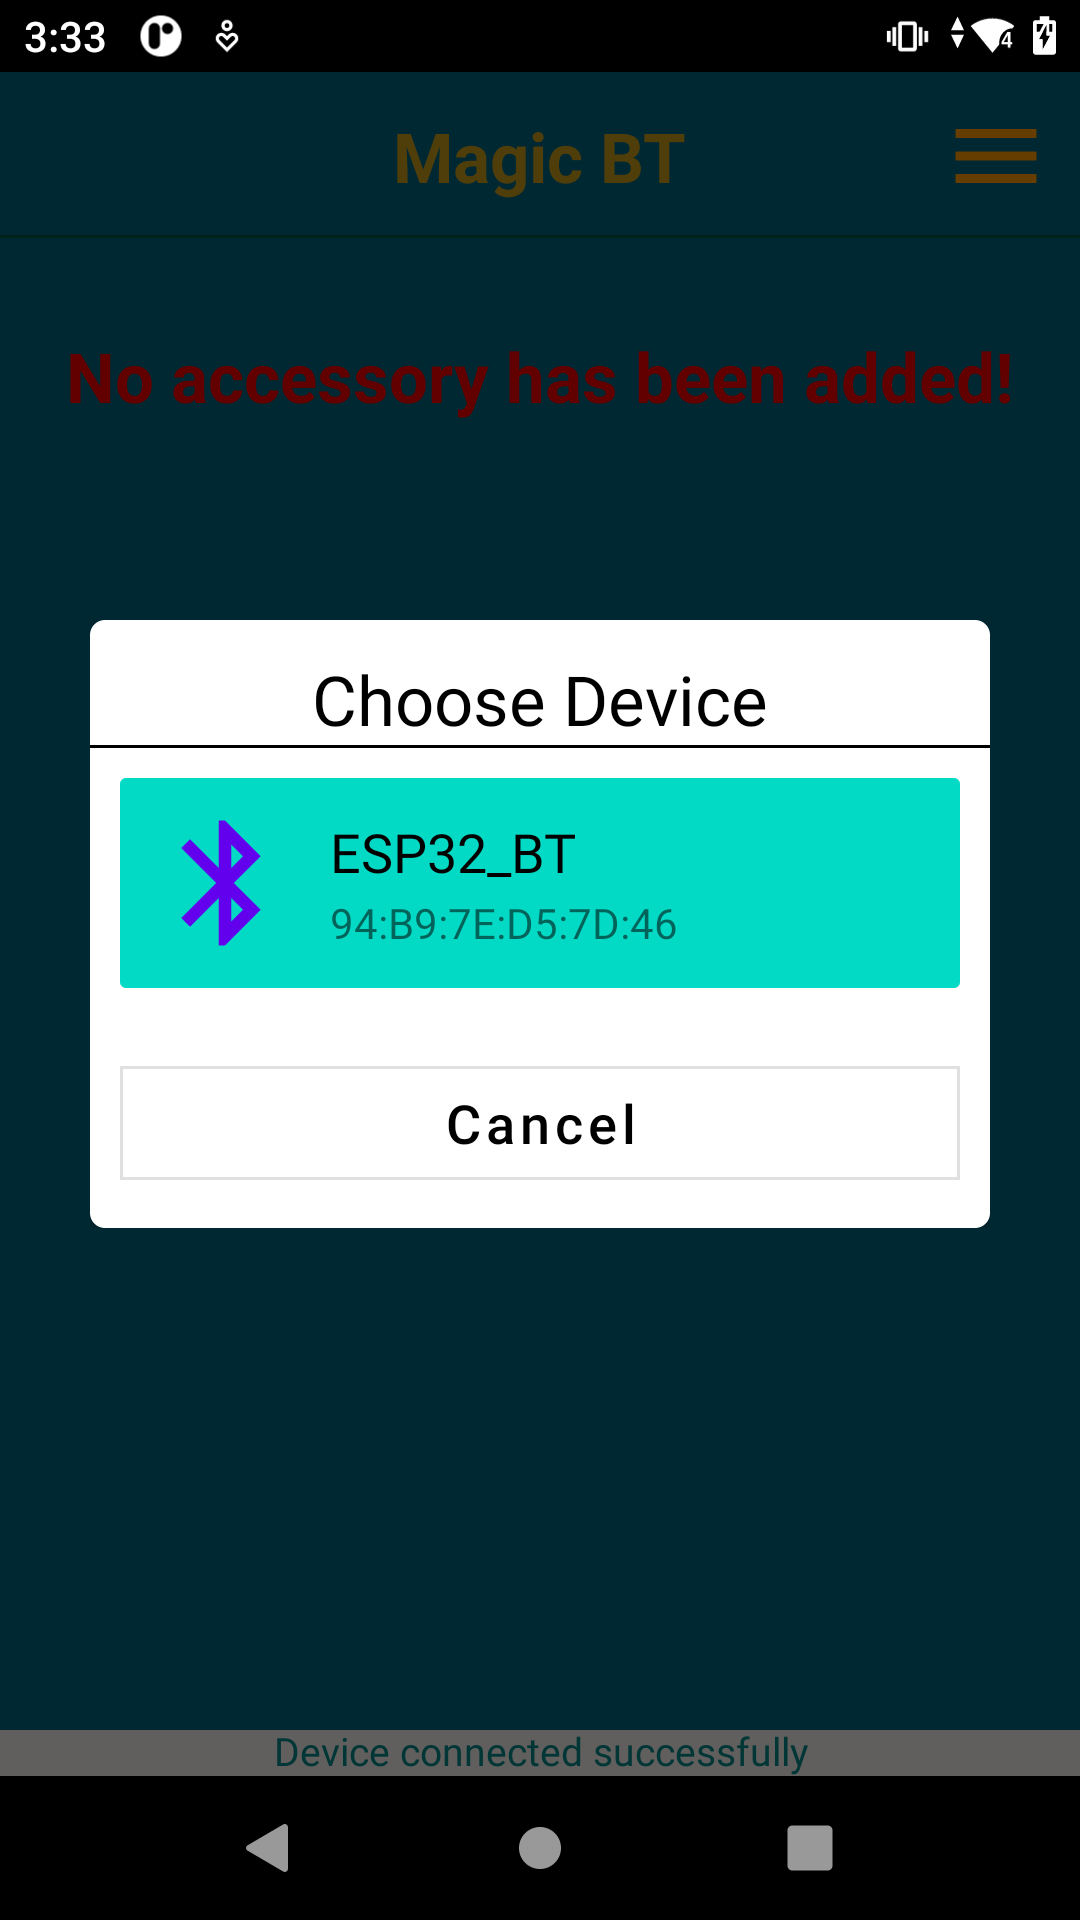 3:33
4
Magic BT
No accessory has been added!
Choose Device
ESP32_BT
94:B9:7E:D5:7D:46
Cancel
Device connected successfully